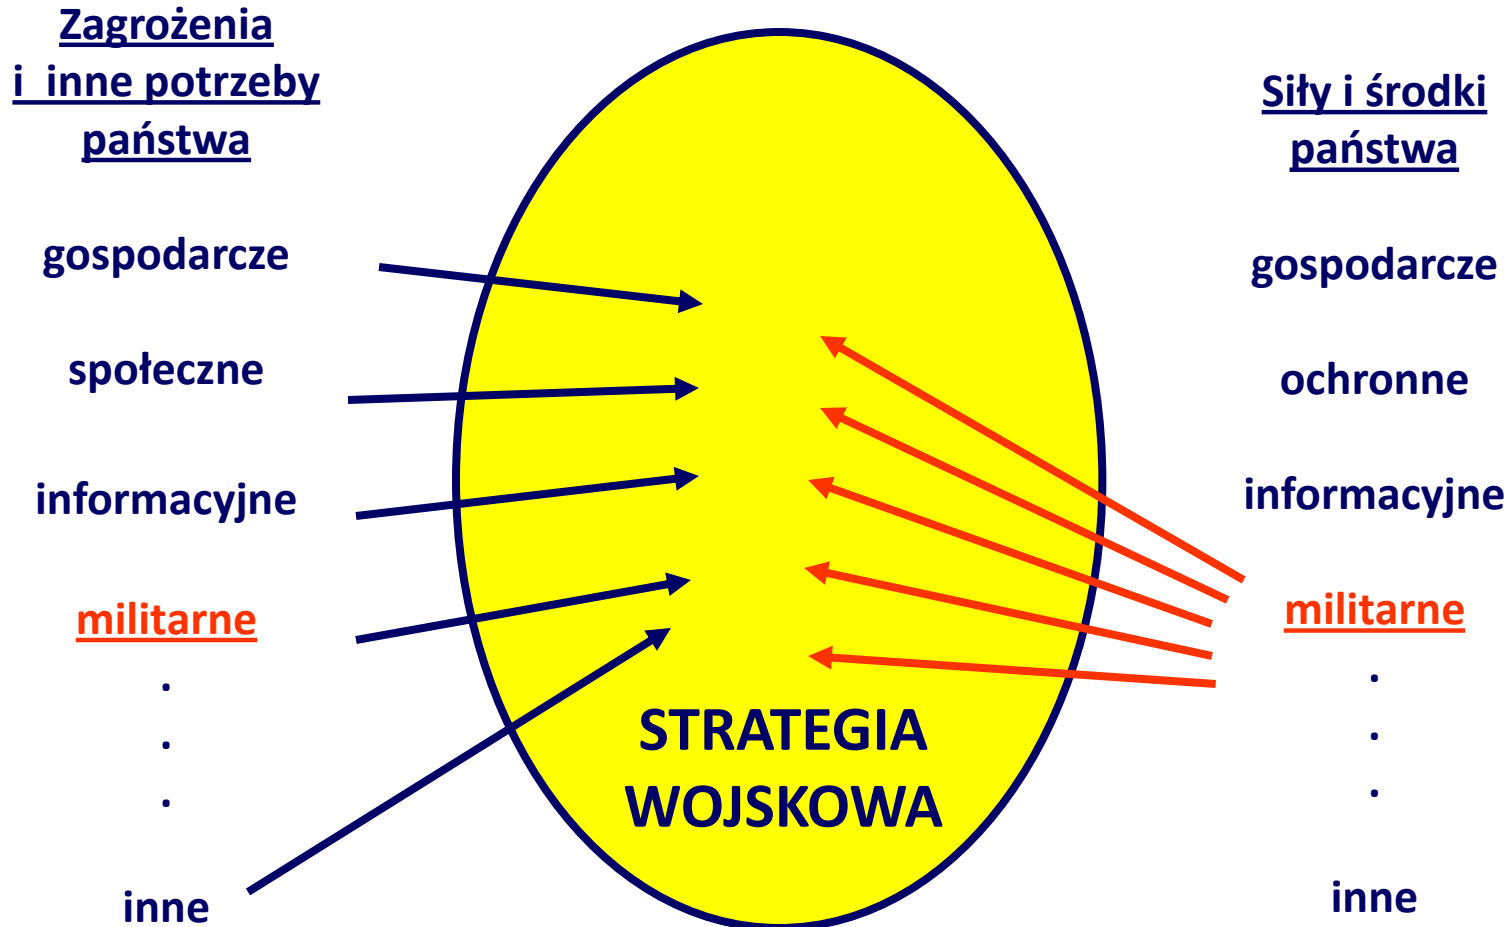 Zagrożenia
i inne potrzeby
państwa
gospodarcze
społeczne
informacyjne
militarne
.
.
.
inne
STRATEGIA
WOJSKOWA
Siły i środki
państwa
gospodarcze
ochronne
informacyjne
militarne
.
.
.
inne